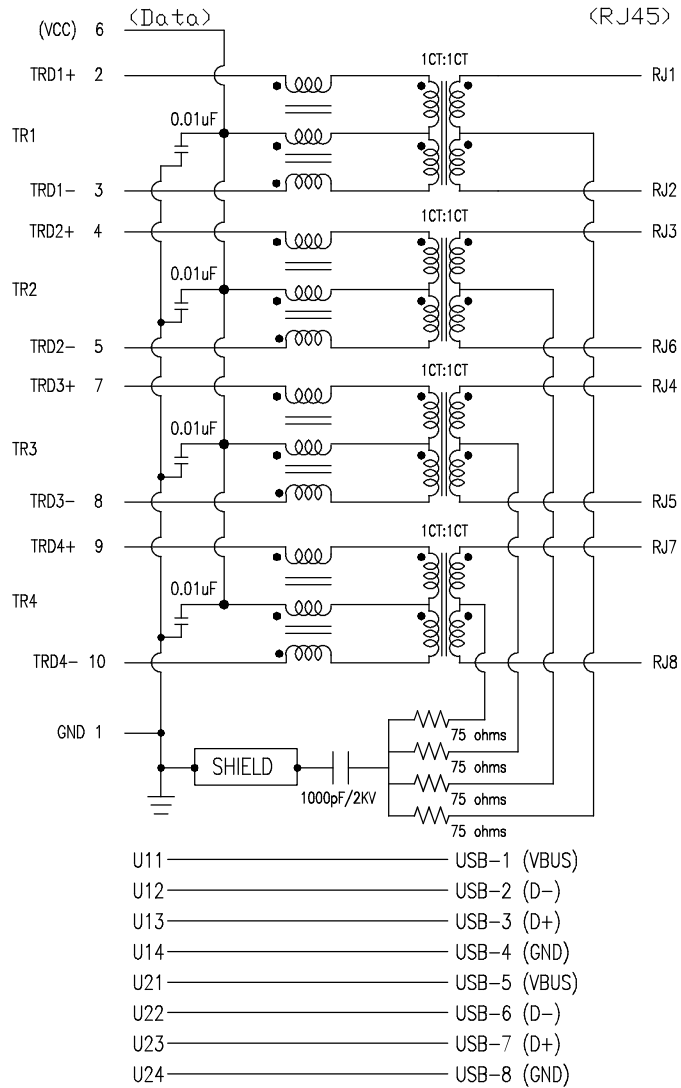 (Data) (RJ45)
(VCC) 6
1CT:1CT
TRD1+ 2 RJ1
0.01uF
TR1
TRD1- 3 RJ2
1CT:1CT
TRD2+ 4 RJ3
0.01uF
TR2
TRD2- 5 RJ6
1CT:1CT
TRD3+ 7 RJ4
0.01uF
TR3
TRD3- 8 RJ5
1CT:1CT
TRD4+ 9 RJ7
0.01uF
TR4
TRD4- 10 RJ8
GND 1
75 ohms
SHIELD
75 ohms
1000pF/2KV
75 ohms
75 ohms
U11 USB-1 (VBUS)
U12 USB-2 (D-)
U13 USB-3 (D+)
U14 USB-4 (GND)
U21 USB-5 (VBUS)
U22 USB-6 (D-)
U23 USB-7 (D+)
U24 USB-8 (GND)